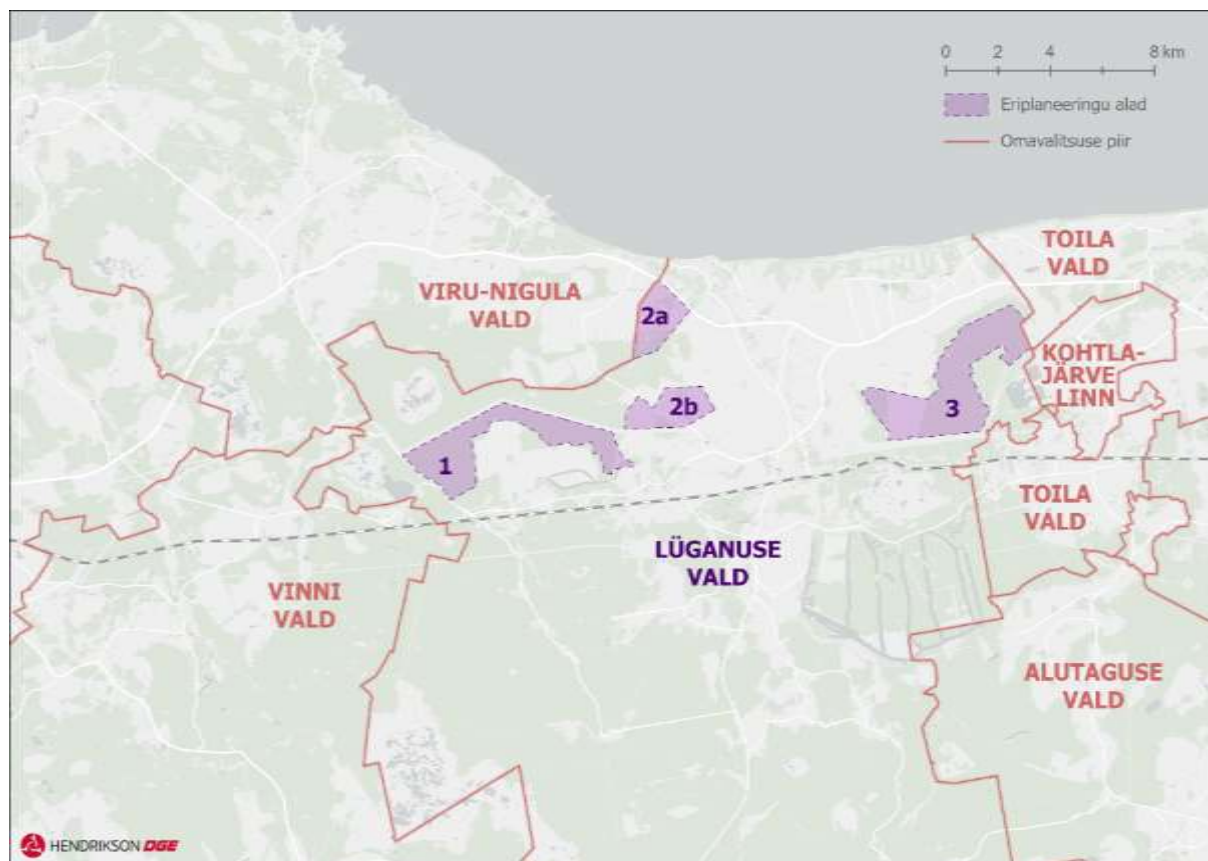 0 2 4 8 km
Eriplaneeringu alad
Omavalitsuse piir
TOILA
VALD
VIRU-NIGULA
VALD
2a
KOHTLA-
JÄRVE
LINN
2b
3
1
TOILA
VALD
LÜGANUSE
VALD
VINNI
VALD
ALUTAGUSE
VALD
HENDRIKSON DGE